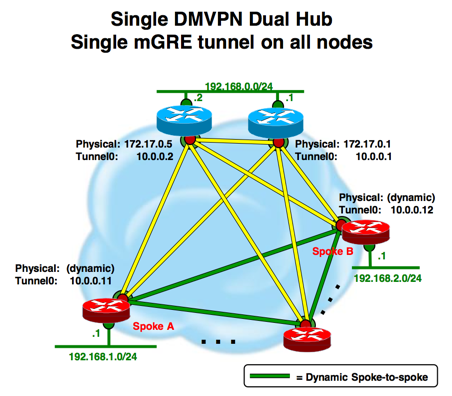 Single DMVPN Dual Hub
Single mGRE tunnel on all nodes
192.168.0.0/24
.2
.1
Physical: 172.17.0.5
Tunnel0: 10.0.0.2
Physical: 172.17.0.1
Tunnel0: 10.0.0.1
Physical: (dynamic)
Tunnel0: 10.0.0.12
Spoke B
.1
192.168.2.0/24
Physical: (dynamic)
Tunnel0: 10.0.0.11
Spoke A
.1
192.168.1.0/24
. . .
. . .
= Dynamic Spoke-to-spoke